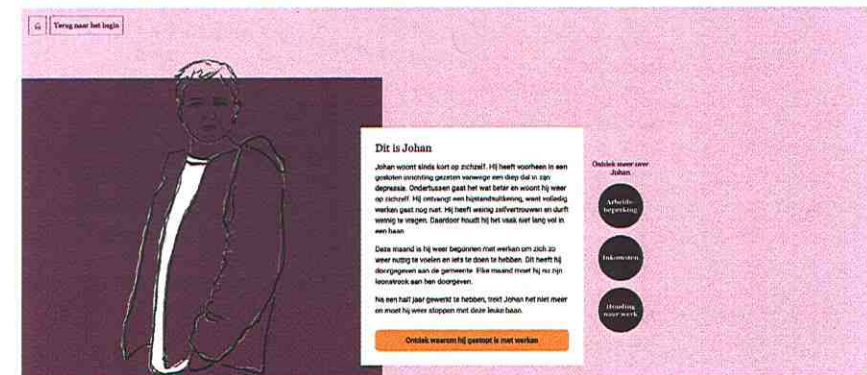 Terug naar het begin
Dit is Johan
Johan woont sinds kort op zichzelf. Hij heeft voorheen in een
gesloten inrichting gezeten vanwege een diep dal in zijn
depressie. Ondertussen gaat het wat beter en woont hij weer
op zichzelf. Hij ontvangt een bijstandsuitkering, want volledig
werken gaat nog niet. Hij heeft weinig zelfvertrouwen en durft
weinig te vragen. Daardoor houdt hij het vaak niet lang vol in
een baan.
Deze maand is hij weer begonnen met werken om zich zo
weer nuttig te voelen en iets te doen te hebben. Dit heeft hij
doorgegeven aan de gemeente. Elke maand moet hij nu zijn
loonstrook aan hen doorgeven.
Na een half jaar gewerkt te hebben, trekt Johan het niet meer
en moet hij weer stoppen met deze leuke baan.
Ontdek waarom hij gestopt is met werken
Ontdek meer over
Johan
Arbeids-
beperking
Inkomsten
Houding
naar werk